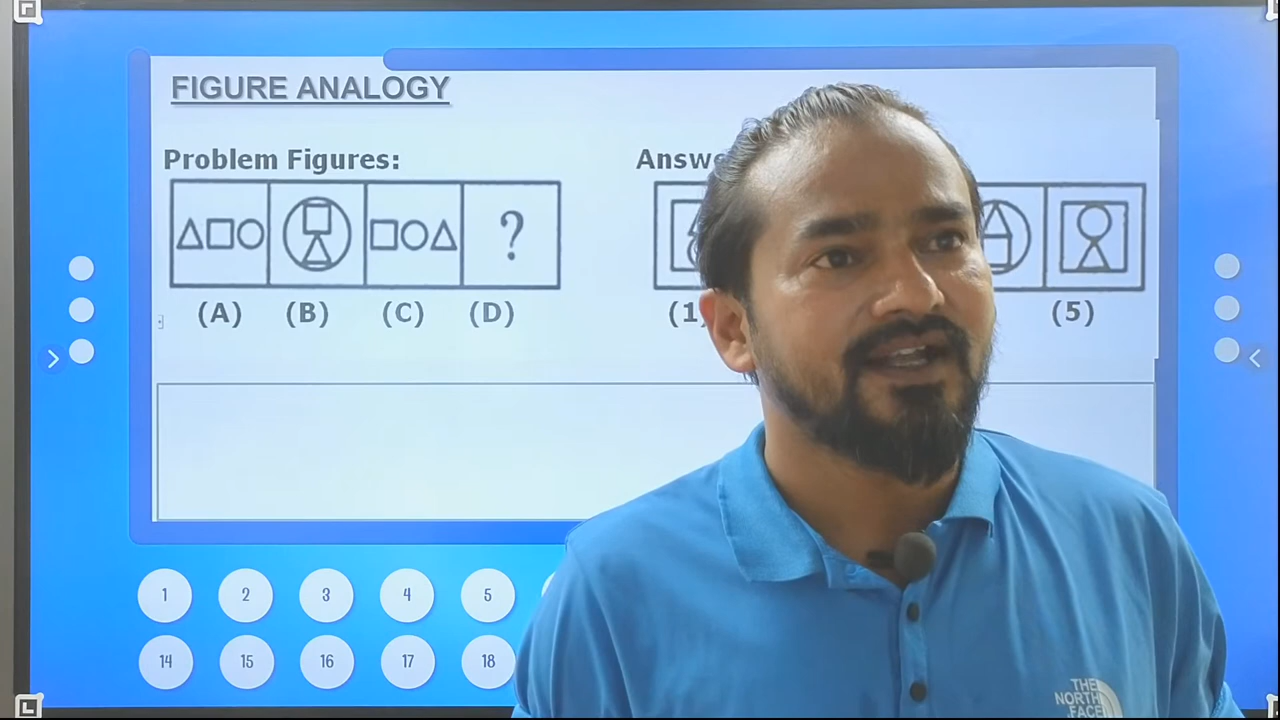 FIGURE ANALOGY
Problem Figures:
?
(A) (B) (C) (D)
(5)
1 2 3 4 5
14 15 16 17 18
THE
NORTH
FACE